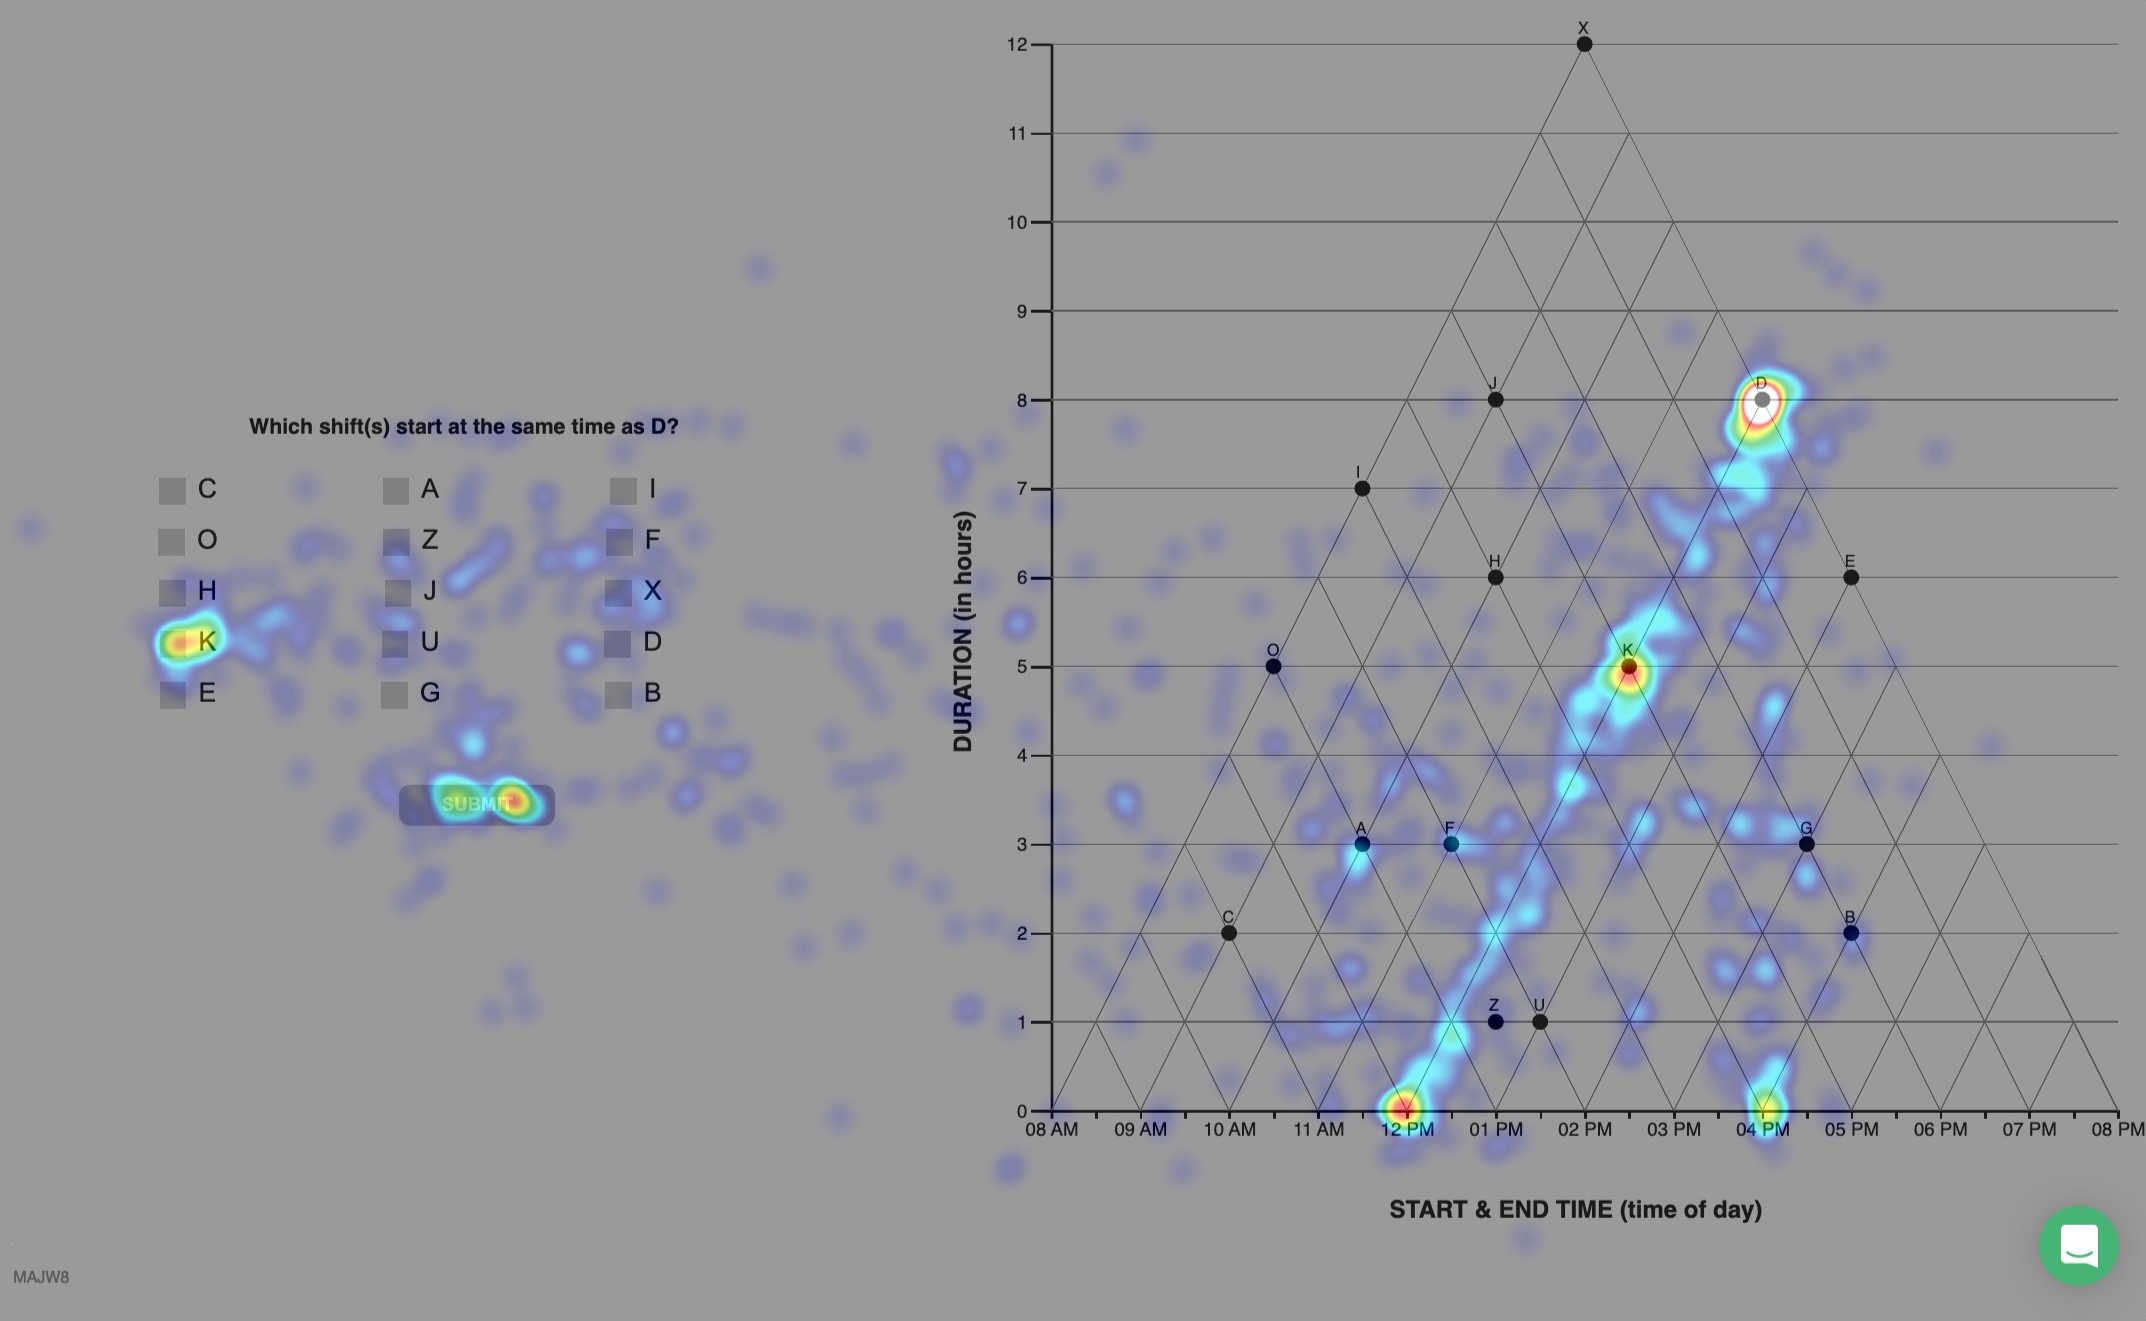 Which shift(s) start at the same time as D?
C
A
I
O
Z
F
H
J
X
K
U
D
E
G
B
SUBMIT
MAJW8
DURATION (in hours)
12
11
10
9
8
7
6
5
4
3
2
1
0
X
J
D
I
H
E
O
K
A
F
G
C
B
Z
U
08 AM 09 AM 10 AM 11 AM 12 PM 01 PM 02 PM 03 PM 04 PM 05 PM 06 PM 07 PM 08 PM
START & END TIME (time of day)